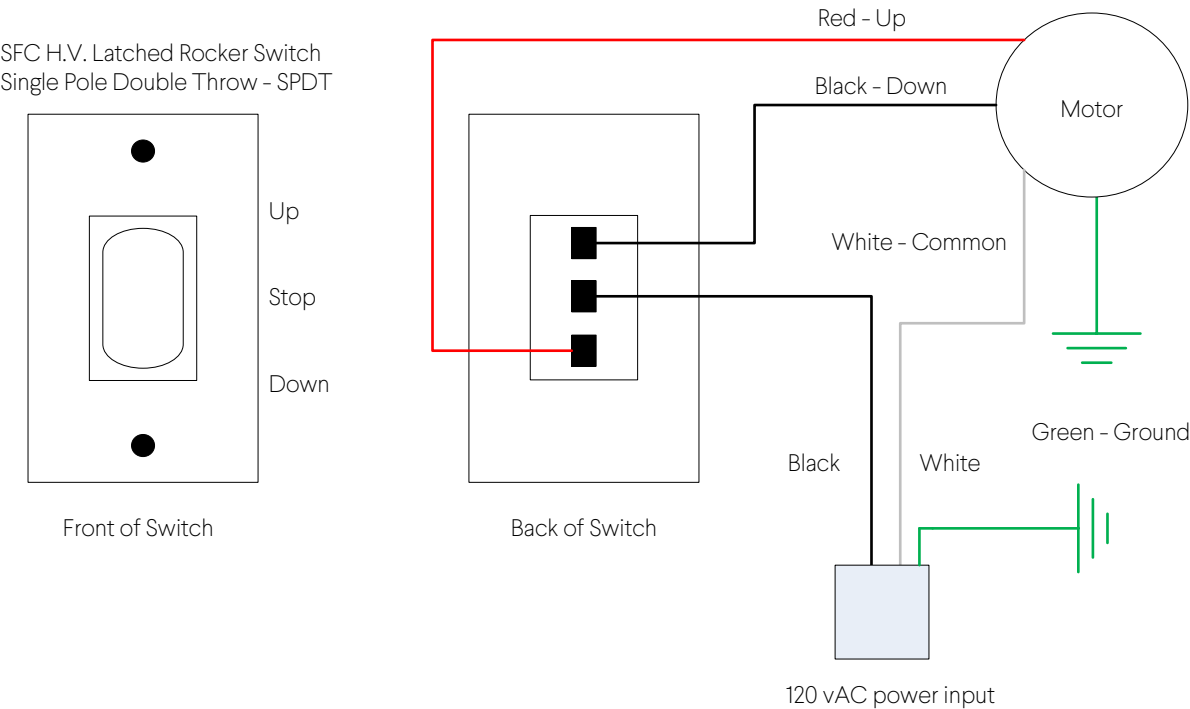 SFC H.V. Latched Rocker Switch
Single Pole Double Throw - SPDT
Red - Up
Black - Down
Motor
Up
Stop
Down
White - Common
Green - Ground
Black
White
Front of Switch
Back of Switch
120 vAC power input